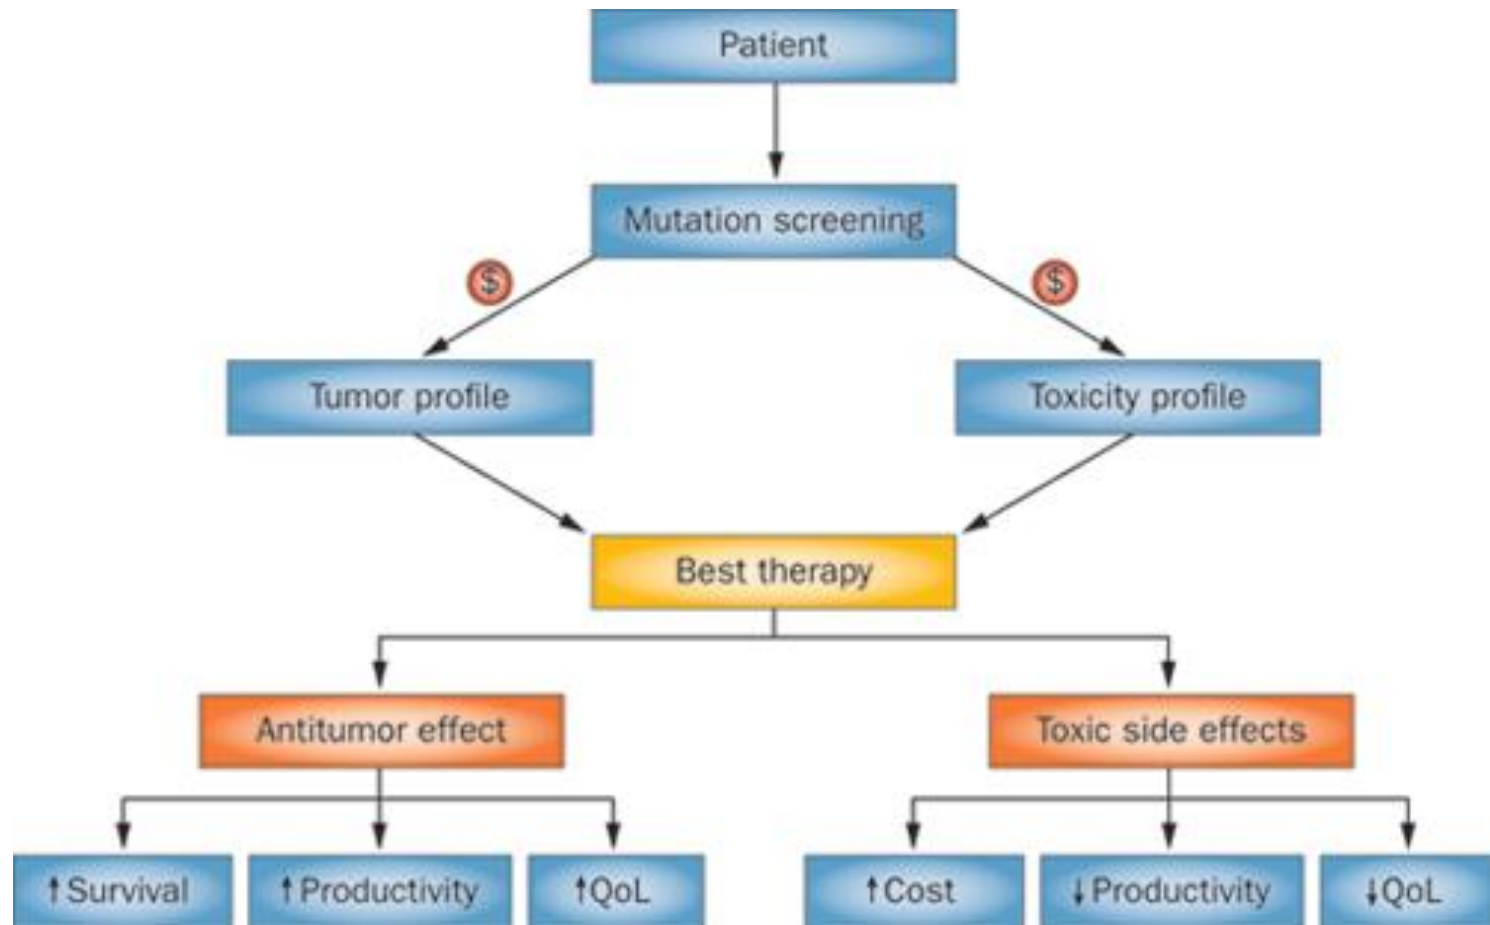 Patient
Mutation screening
$
$
Tumor profile
Toxicity profile
Best therapy
Antitumor effect
Toxic side effects
↑Survival
↑Productivity
↑QoL
↑Cost
↓Productivity
↓QoL